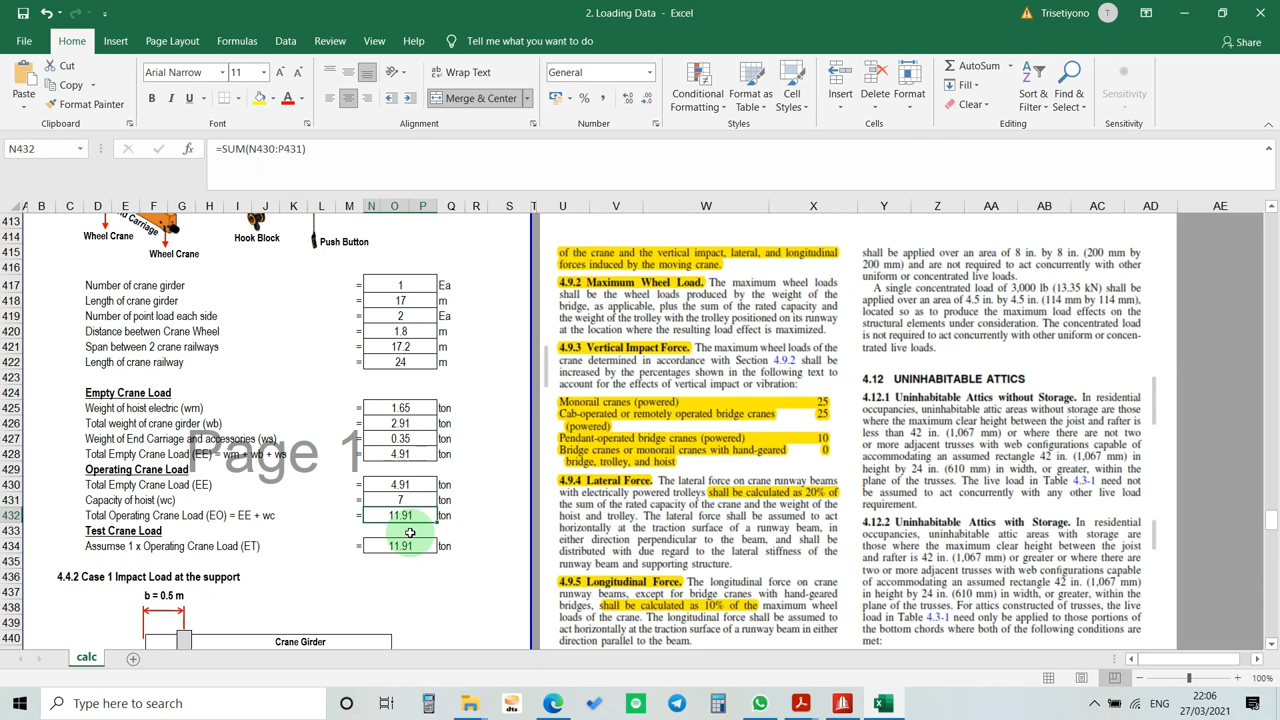 2. Loading Data - Excel
Trisetiyono
T
File
Home
Insert
Page Layout
Formulas
Data
Review
View
Help
Tell me what you want to do
Share
Paste
Cut
Copy
Format Painter
Clipboard
Arial Narrow
11
B I U
Font
Wrap Text
Merge & Center
Alignment
General
Number
Conditional Formatting
Format as Table
Cell Styles
Styles
Insert
Delete
Format
Cells
AutoSum
Fill
Clear
Sort & Filter
Find & Select
Editing
Sensitivity
Sensitivity
N432
=SUM(N430:P431)
A B C D E F G H I J K L M N O P Q R S T U V W X Y Z AA AB AC AD AE
413
414
415
416
417
418
419
420
421
422
423
424
425
426
427
428
429
430
431
432
433
434
435
436
437
438
439
440
nd Carriage
Wheel Crane
Wheel Crane
Hook Block
Push Button
Number of crane girder = 1 Ea
Length of crane girder = 17 m
Number of point load each side = 2 Ea
Distance beetwen Crane Wheel = 1.8 m
Span between 2 crane railways = 17.2 m
Length of crane railway = 24 m
Empty Crane Load
Weight of hoist electric (wm) = 1.65 ton
Total weight of crane girder (wb) = 2.91 ton
Weight of End Carriage and accessories (ws) = 0.35 ton
Total Empty Crane Load (EE) = wm + wb + ws = 4.91 ton
Operating Crane Load
Total Empty Crane Load (EE) = 4.91 ton
Capacity of hoist (wc) = 7 ton
Total Operating Crane Load (EO) = EE + wc = 11.91 ton
Test Crane Load
Assumse 1 x Operating Crane Load (ET) = 11.91 ton
Page 1
4.4.2 Case 1 Impact Load at the support
b = 0.5 m
Crane Girder
of the crane and the vertical impact, lateral, and longitudinal
forces induced by the moving crane.
4.9.2 Maximum Wheel Load. The maximum wheel loads
shall be the wheel loads produced by the weight of the
bridge, as applicable, plus the sum of the rated capacity and
the weight of the trolley with the trolley positioned on its runway
at the location where the resulting load effect is maximized.
4.9.3 Vertical Impact Force. The maximum wheel loads of the
crane determined in accordance with Section 4.9.2 shall be
increased by the percentages shown in the following text to
account for the effects of vertical impact or vibration:
Monorail cranes (powered) 25
Cab-operated or remotely operated bridge cranes 25
(powered)
Pendant-operated bridge cranes (powered) 10
Bridge cranes or monorail cranes with hand-geared 0
bridge, trolley, and hoist
4.9.4 Lateral Force. The lateral force on crane runway beams
with electrically powered trolleys shall be calculated as 20% of
the sum of the rated capacity of the crane and the weight of the
hoist and trolley. The lateral force shall be assumed to act
horizontally at the traction surface of a runway beam, in
either direction perpendicular to the beam, and shall be
distributed with due regard to the lateral stiffness of the
runway beam and supporting structure.
4.9.5 Longitudinal Force. The longitudinal force on crane
runway beams, except for bridge cranes with hand-geared
bridges, shall be calculated as 10% of the maximum wheel
loads of the crane. The longitudinal force shall be assumed to
act horizontally at the traction surface of a runway beam in either
direction parallel to the beam.
shall be applied over an area of 8 in. by 8 in. (200 mm by
200 mm) and are not required to act concurrently with other
uniform or concentrated live loads.
A single concentrated load of 3,000 lb (13.35 kN) shall be
applied over an area of 4.5 in. by 4.5 in. (114 mm by 114 mm),
located so as to produce the maximum load effects on the
structural elements under consideration. The concentrated load
is not required to act concurrently with other uniform or concen-
trated live loads.
4.12 UNINHABITABLE ATTICS
4.12.1 Uninhabitable Attics without Storage. In residential
occupancies, uninhabitable attic areas without storage are those
where the maximum clear height between the joist and rafter is
less than 42 in. (1,067 mm) or where there are not two
or more adjacent trusses with web configurations capable of
accommodating an assumed rectangle 42 in. (1,067 mm) in
height by 24 in. (610 mm) in width, or greater, within the
plane of the trusses. The live load in Table 4.3-1 need not
be assumed to act concurrently with any other live load
requirement.
4.12.2 Uninhabitable Attics with Storage. In residential
occupancies, uninhabitable attic areas with storage are those
where the maximum clear height between the joist
and rafter is 42 in. (1,067 mm) or greater or where there are
two or more adjacent trusses with web configurations capable of
accommodating an assumed rectangle 42 in. (1,067 mm) in
height by 24 in. (610 mm) in width, or greater, within the
plane of the trusses. For attics constructed of trusses, the live
load in Table 4.3-1 need only be applied to those portions of
the bottom chords where both of the following conditions are
met:
calc
100%
Type here to search
ENG
22:06
27/03/2021